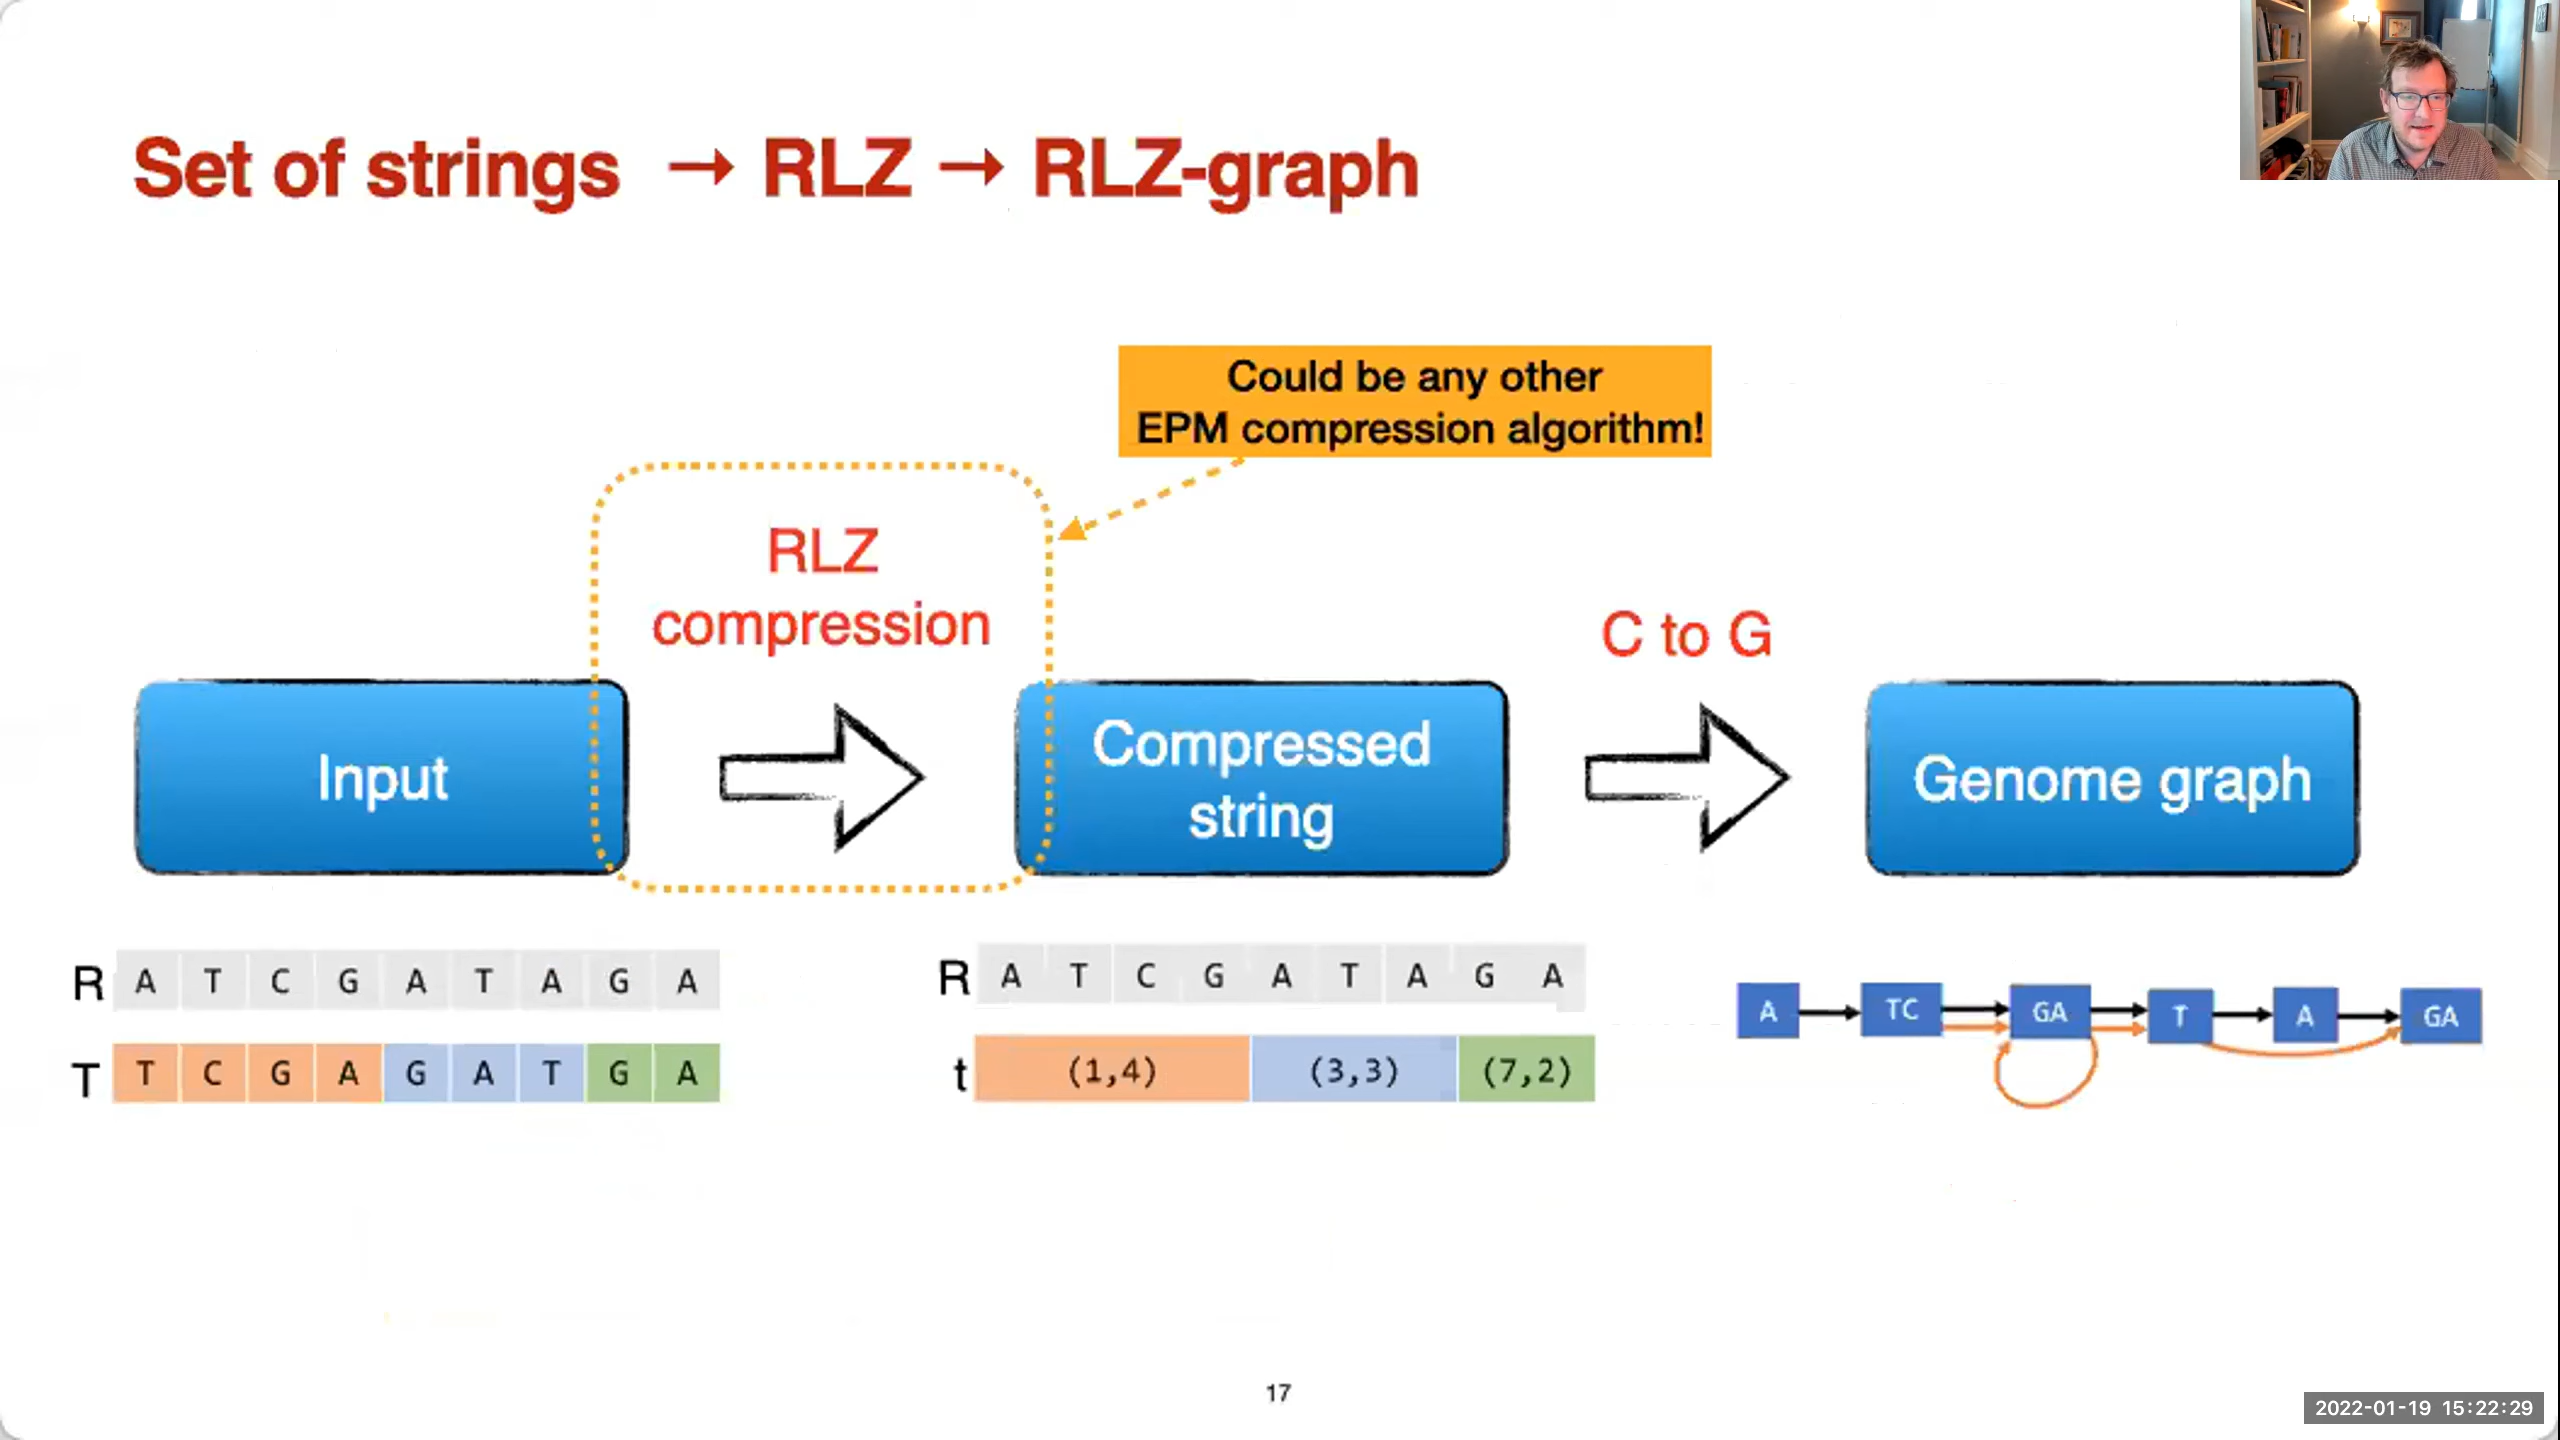 Set of strings → RLZ → RLZ-graph
Could be any other
EPM compression algorithm!
RLZ
compression
C to G
Input
Compressed
string
Genome graph
R A T C G A T A G A
T T C G A G A T G A
R A T C G A T A G A
t (1,4) (3,3) (7,2)
A TC GA T A GA
17
2022-01-19 15:22:29